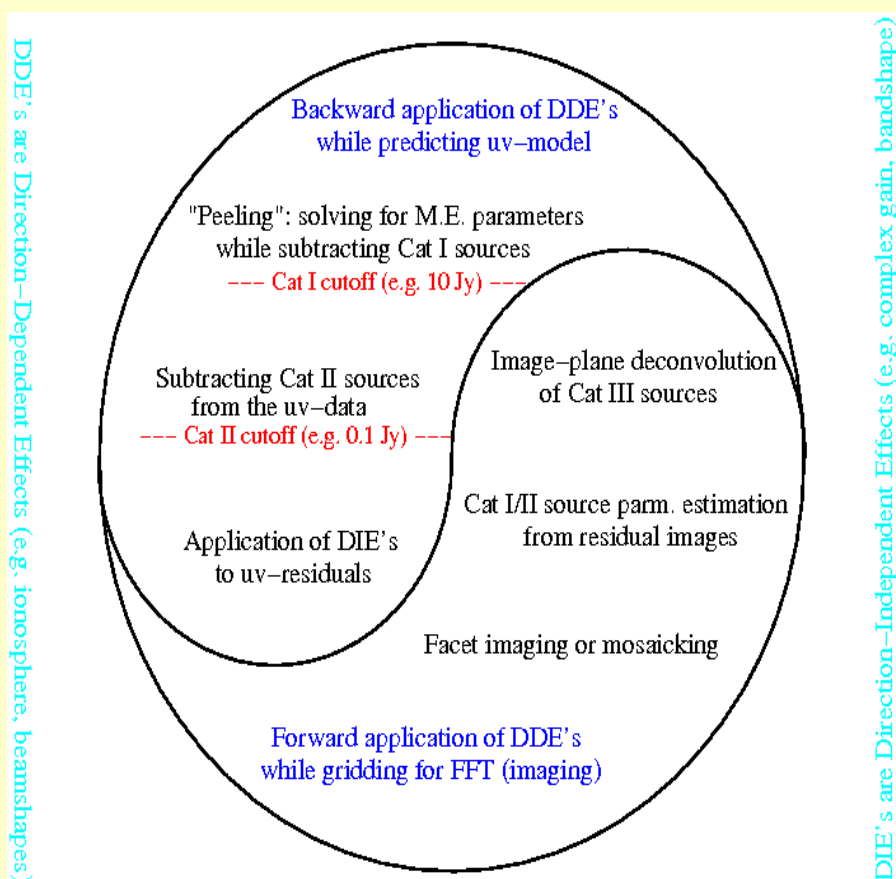 DDE's are Direction-Dependent Effects (e.g. ionosphere, beamshapes)
Backward application of DDE's
while predicting uv-model
"Peeling": solving for M.E. parameters
while subtracting Cat I sources
--- Cat I cutoff (e.g. 10 Jy) ---
Subtracting Cat II sources
from the uv-data
--- Cat II cutoff (e.g. 0.1 Jy) ---
Application of DIE's
to uv-residuals
Image-plane deconvolution
of Cat III sources
Cat I/II source parm. estimation
from residual images
Facet imaging or mosaicking
Forward application of DDE's
while gridding for FFT (imaging)
DIE's are Direction-Independent Effects (e.g. complex gain, bandshape)